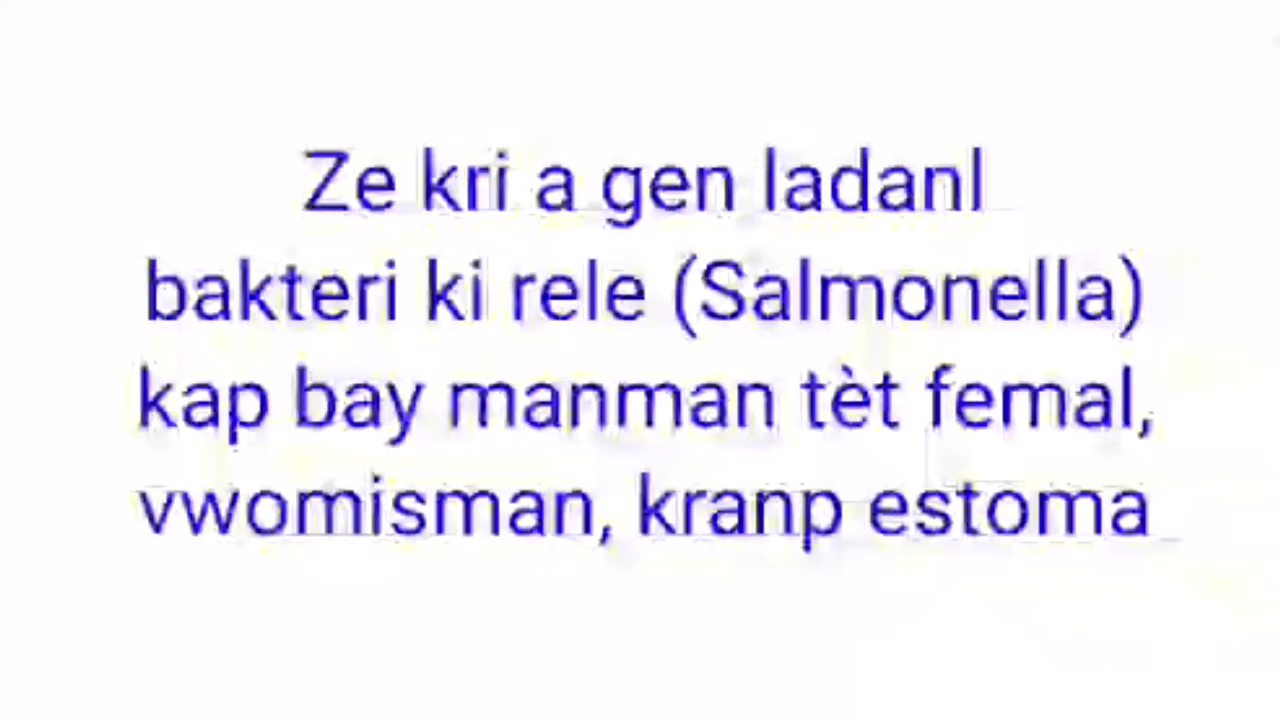 Ze kri a gen ladanl
bakteri ki rele (Salmonella)
kap bay manman tèt femal,
vwomisman, kranp estoma